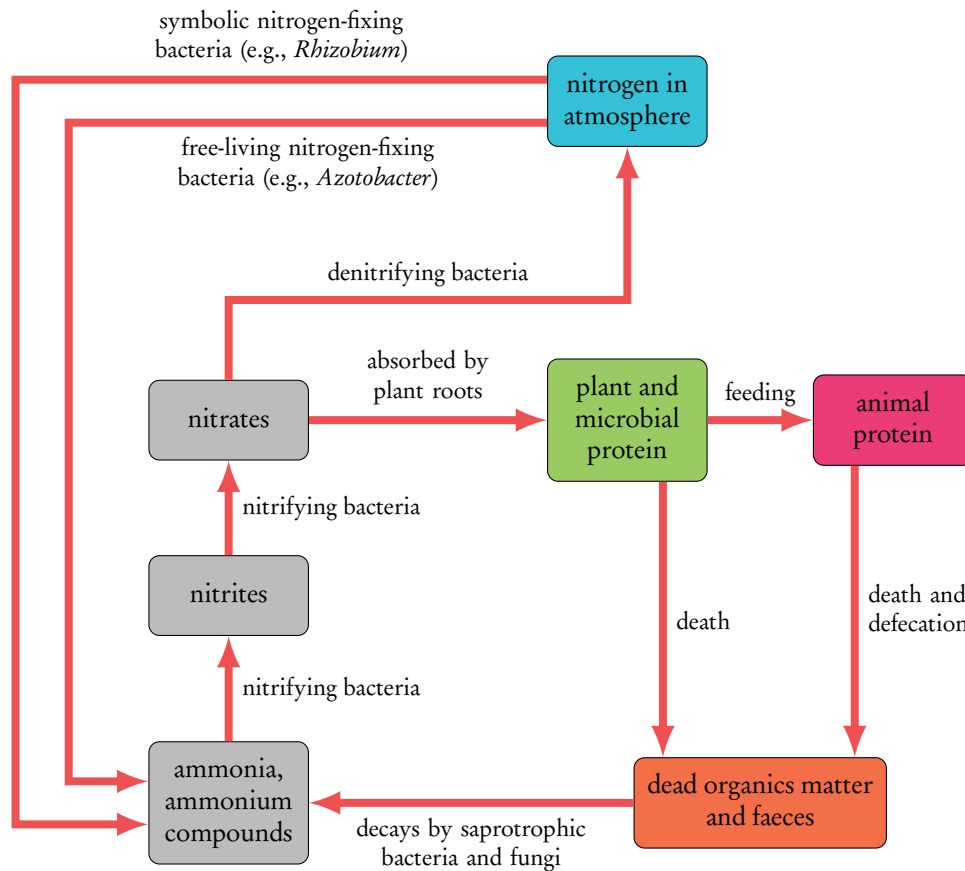 symbolic nitrogen-fixing
bacteria (e.g., Rhizobium)
nitrogen in
atmosphere
free-living nitrogen-fixing
bacteria (e.g., Azotobacter)
denitrifying bacteria
absorbed by
plant roots
nitrates
plant and
microbial
protein
feeding
animal
protein
nitrifying bacteria
nitrites
death
death and
defecation
nitrifying bacteria
ammonia,
ammonium
compounds
dead organics matter
and faeces
decays by saprotrophic
bacteria and fungi